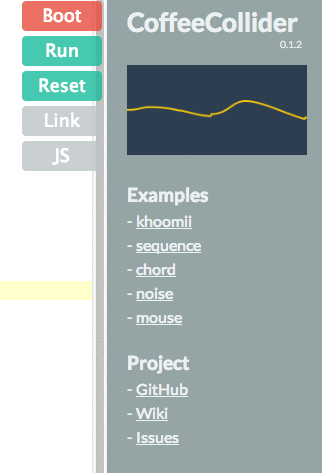 Boot
Run
Reset
Link
JS
CoffeeCollider
0.1.2
Examples
- khoomii
- sequence
- chord
- noise
- mouse
Project
- GitHub
- Wiki
- Issues